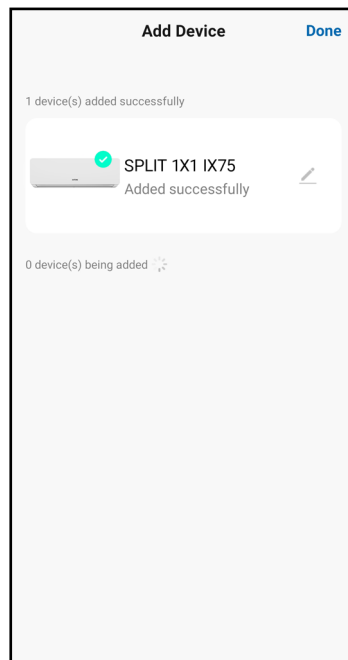 Add Device
Done
1 device(s) added successfully
SPLIT 1X1 IX75
Added successfully
0 device(s) being added